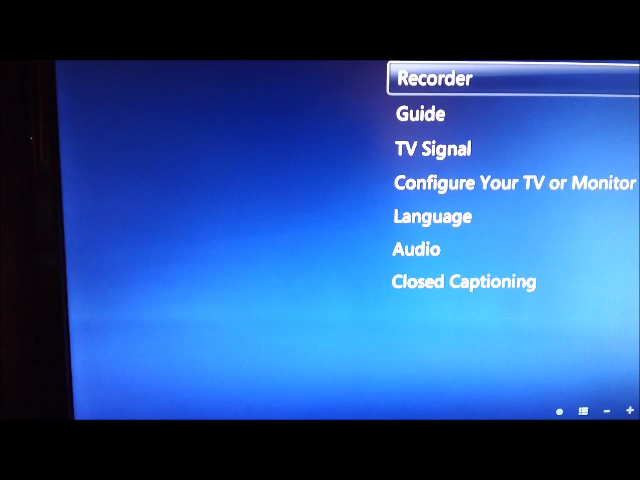 Recorder
Guide
TV Signal
Configure Your TV or Monitor
Language
Audio
Closed Captioning